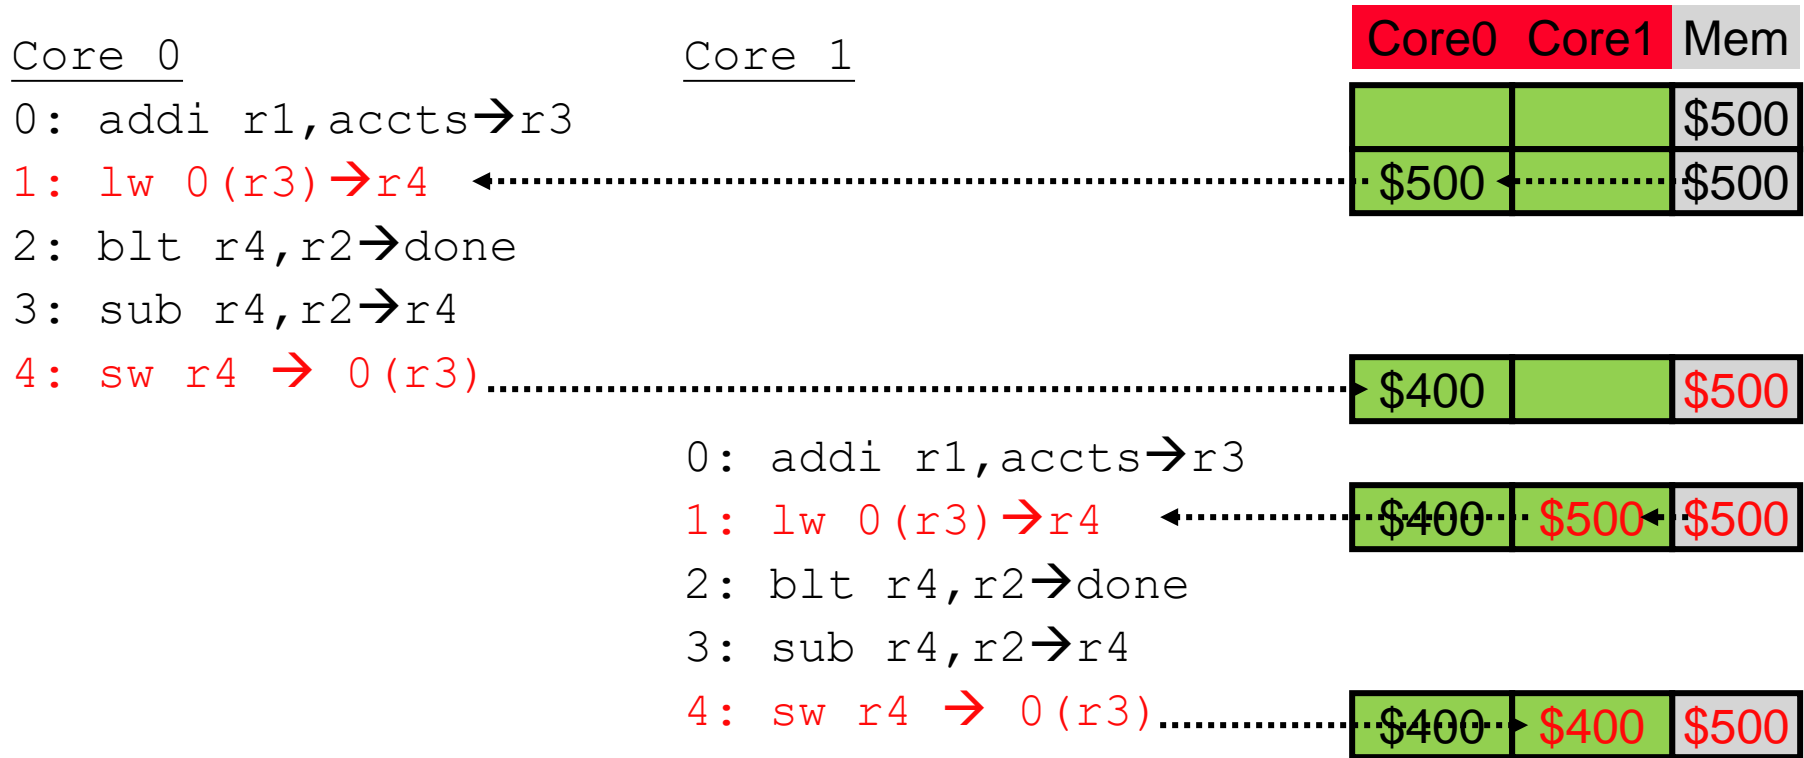 Core 0 Core 1 Core0 Core1 Mem
0: addi r1,accts→r3 $500
1: lw 0(r3)→r4 $500 $500
2: blt r4,r2→done
3: sub r4,r2→r4
4: sw r4 → 0(r3) $400 $500
0: addi r1,accts→r3
1: lw 0(r3)→r4 $400 $500 $500
2: blt r4,r2→done
3: sub r4,r2→r4
4: sw r4 → 0(r3) $400 $400 $500